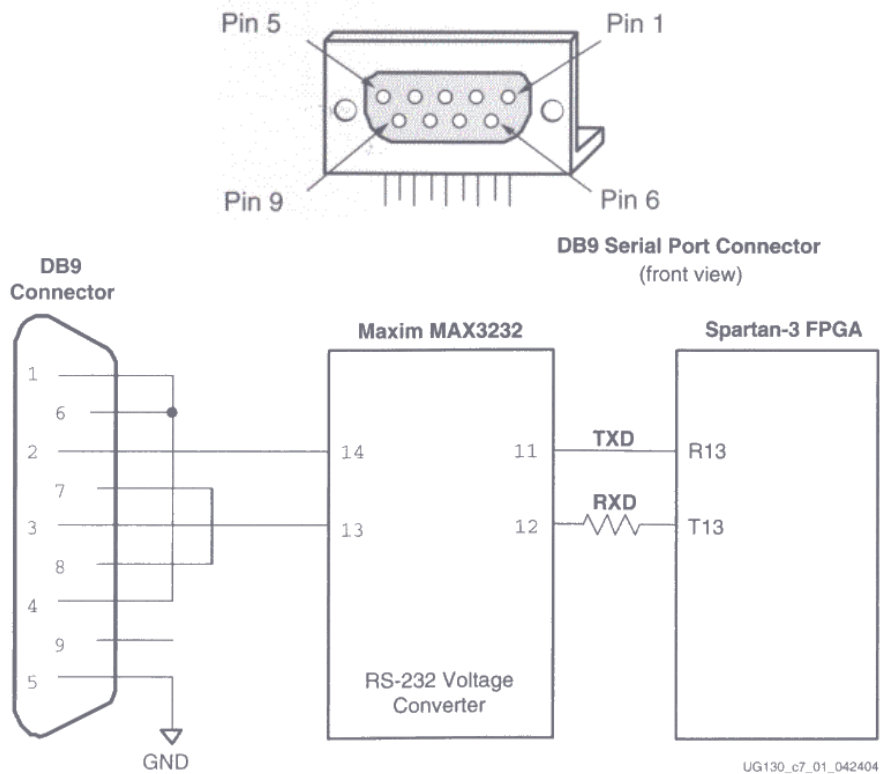 Pin 5
Pin 1
Pin 9
Pin 6
DB9 Serial Port Connector
(front view)
DB9
Connector
Maxim MAX3232
Spartan-3 FPGA
1
6
2
7
3
8
4
9
5
GND
14
13
11
12
RS-232 Voltage
Converter
TXD
RXD
R13
T13
UG130_c7_01_042404